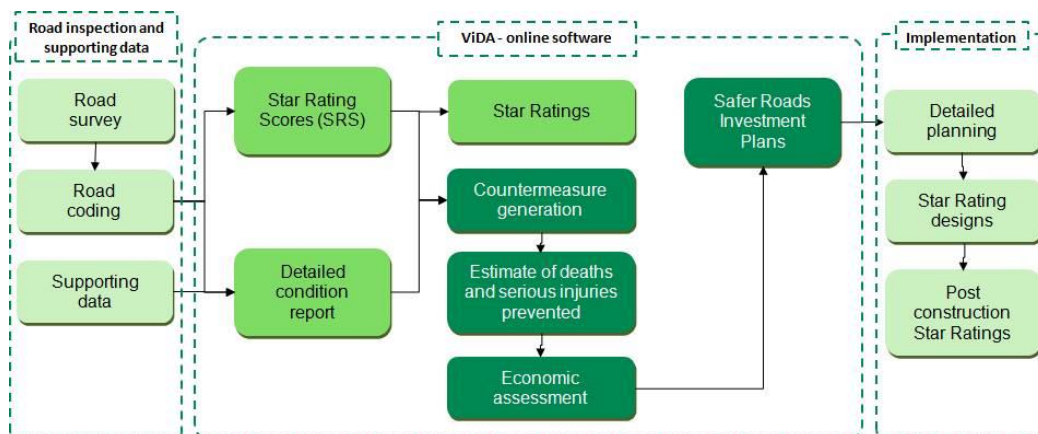 Road inspection and
supporting data
Road
survey
Road
coding
Supporting
data
ViDA - online software
Star Rating
Scores (SRS)
Detailed
condition
report
Star Ratings
Countermeasure
generation
Estimate of deaths
and serious injuries
prevented
Economic
assessment
Safer Roads
Investment
Plans
Implementation
Detailed
planning
Star Rating
designs
Post
construction
Star Ratings